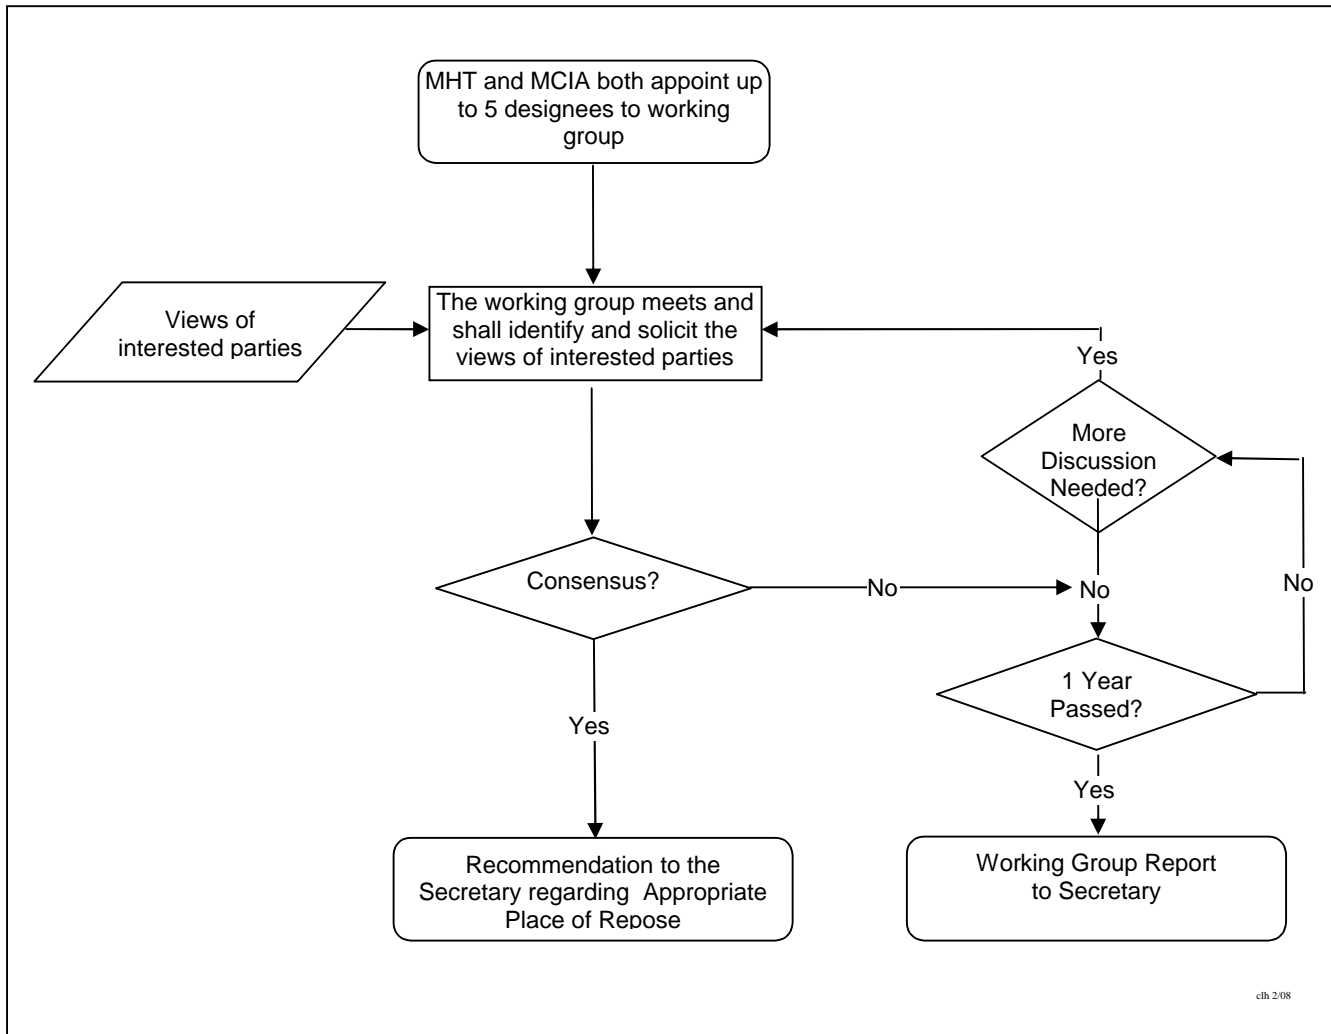 MHT and MCIA both appoint up
to 5 designees to working
group
Views of
interested parties
The working group meets and
shall identify and solicit the
views of interested parties
Yes
More
Discussion
Needed?
Consensus?
No
No
No
1 Year
Passed?
Yes
Yes
Recommendation to the
Secretary regarding Appropriate
Place of Repose
Working Group Report
to Secretary
clh 2/08